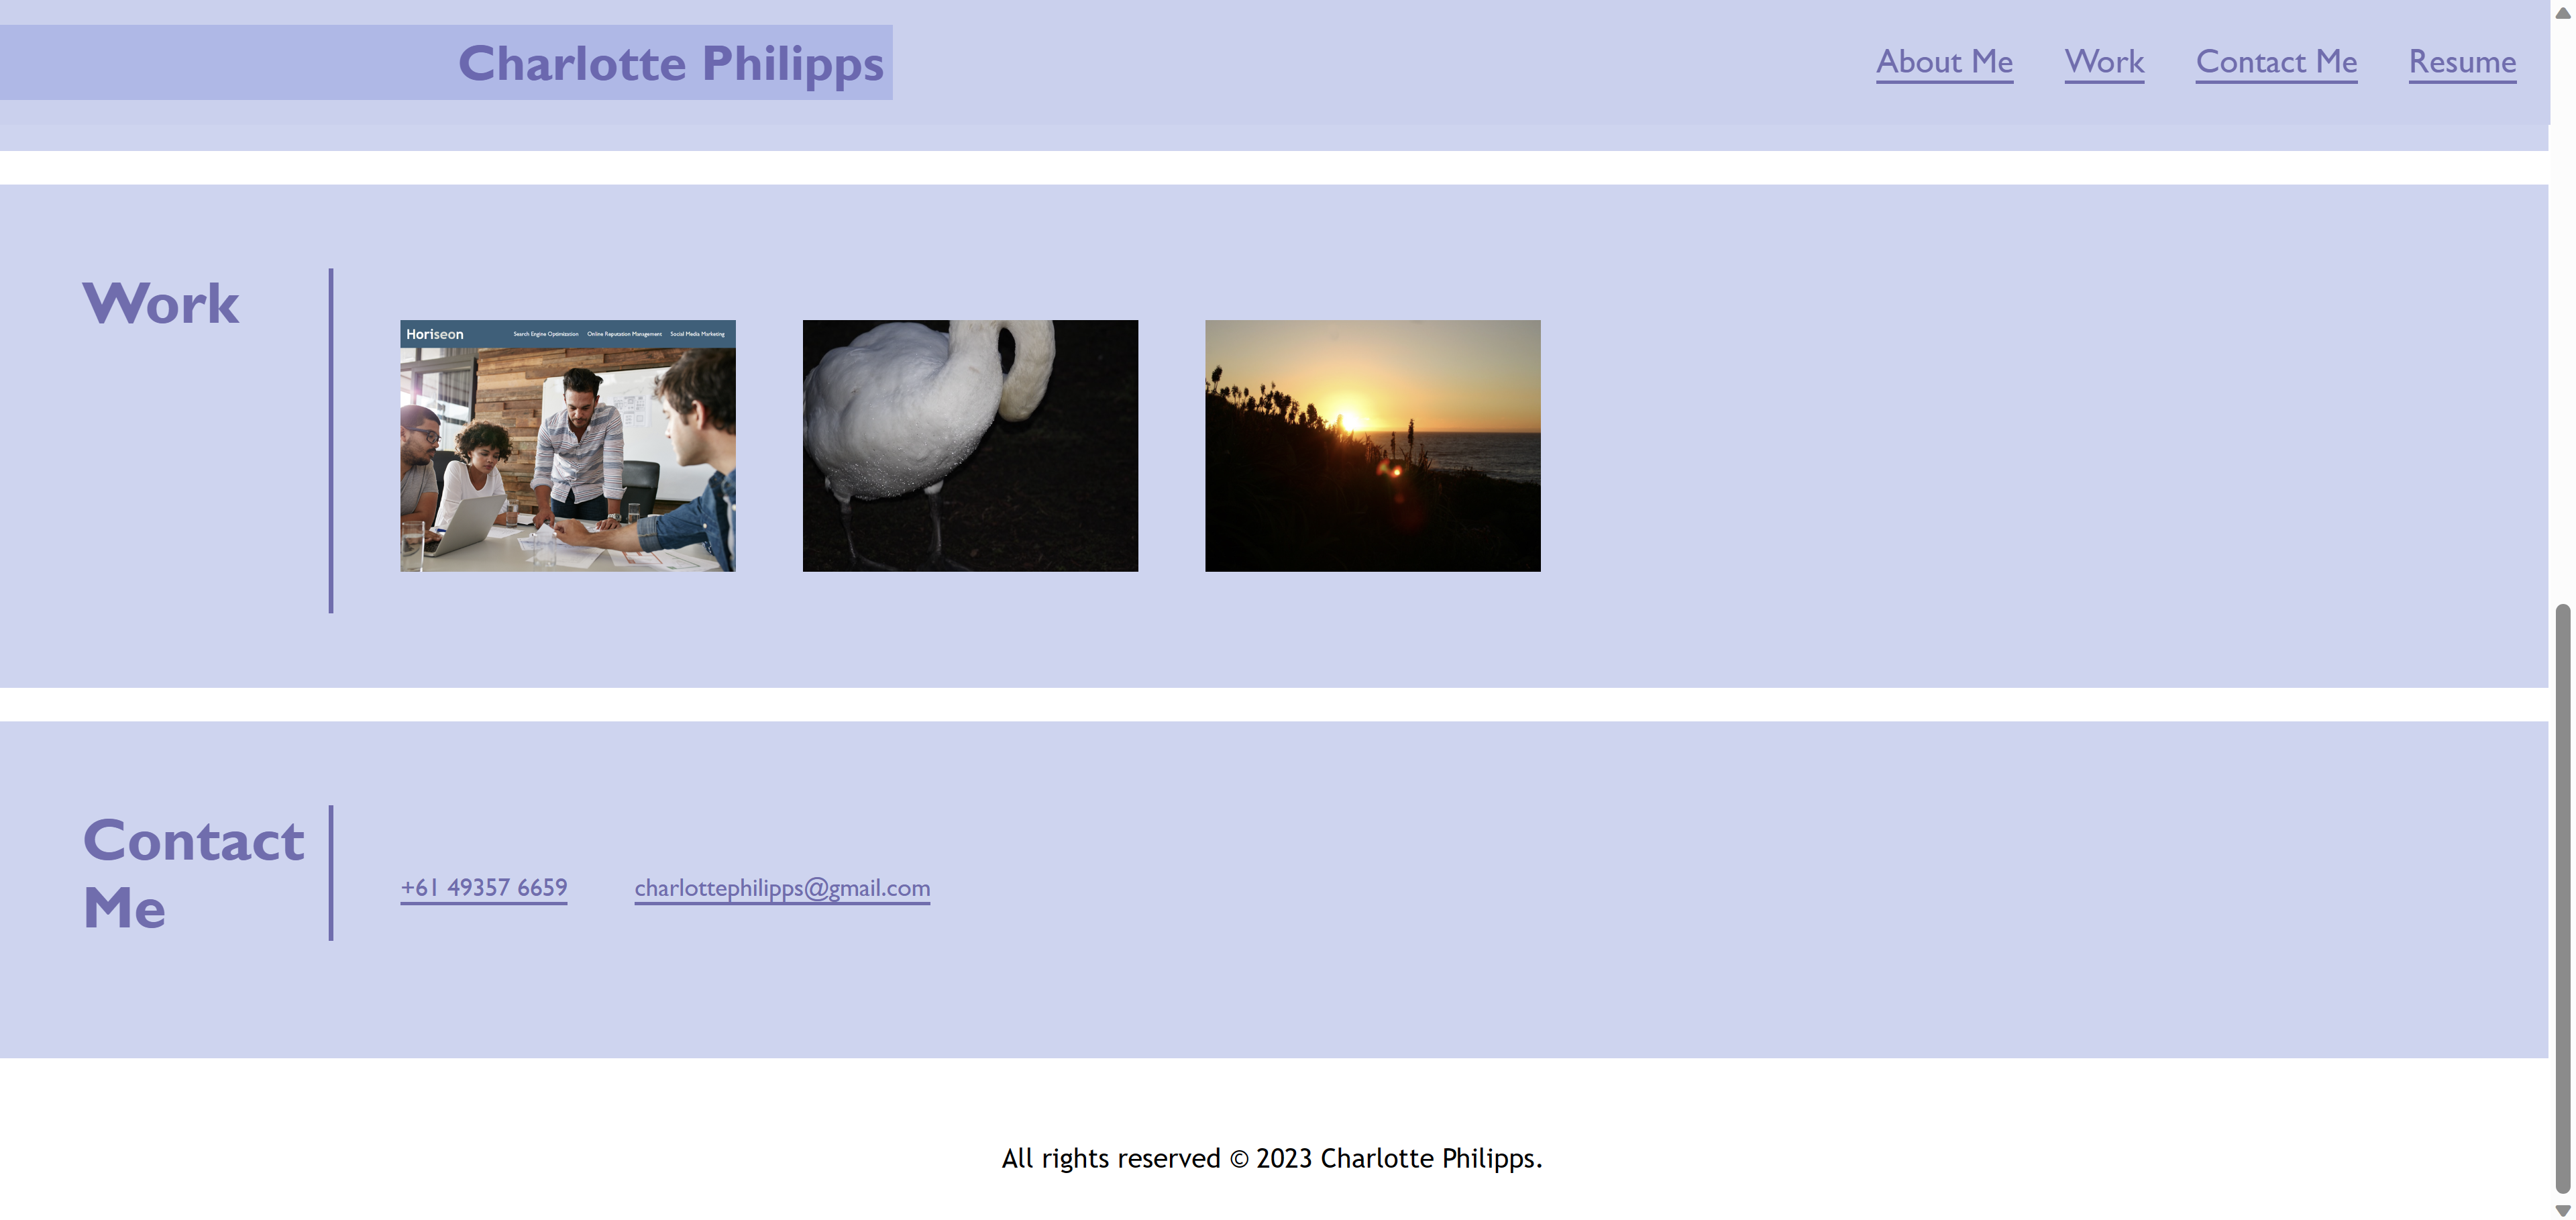 Charlotte Philipps
About Me Work Contact Me Resume
Work
Horiseon
Search Engine Optimization Online Reputation Management Social Media Marketing
Contact
Me
+61 49357 6659 charlottephilipps@gmail.com
All rights reserved © 2023 Charlotte Philipps.